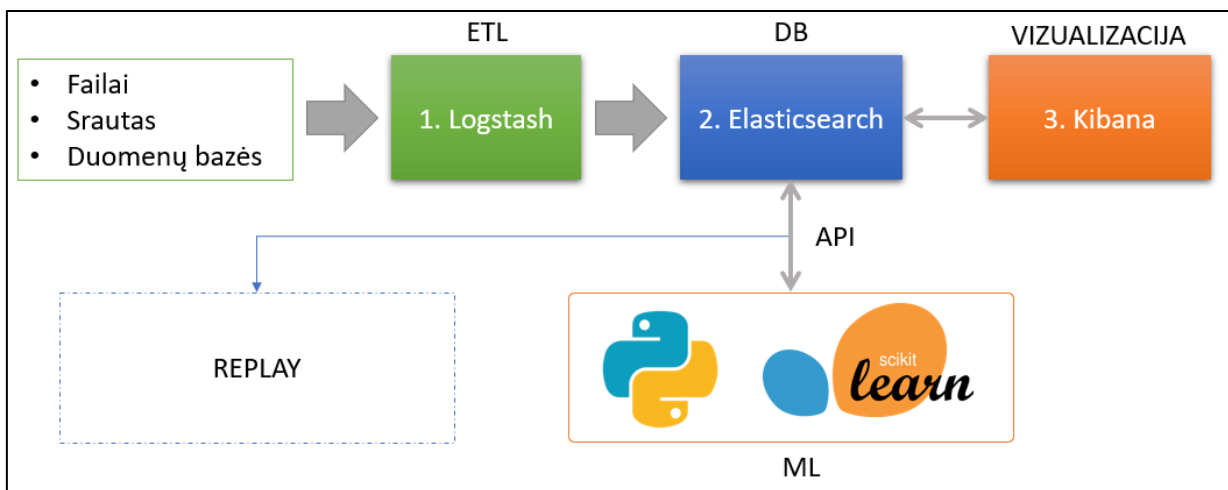 ETL
DB
VIZUALIZACIJA
• Failai
• Srautas
• Duomenų bazės
1. Logstash
2. Elasticsearch
3. Kibana
API
REPLAY
scikit
learn
ML